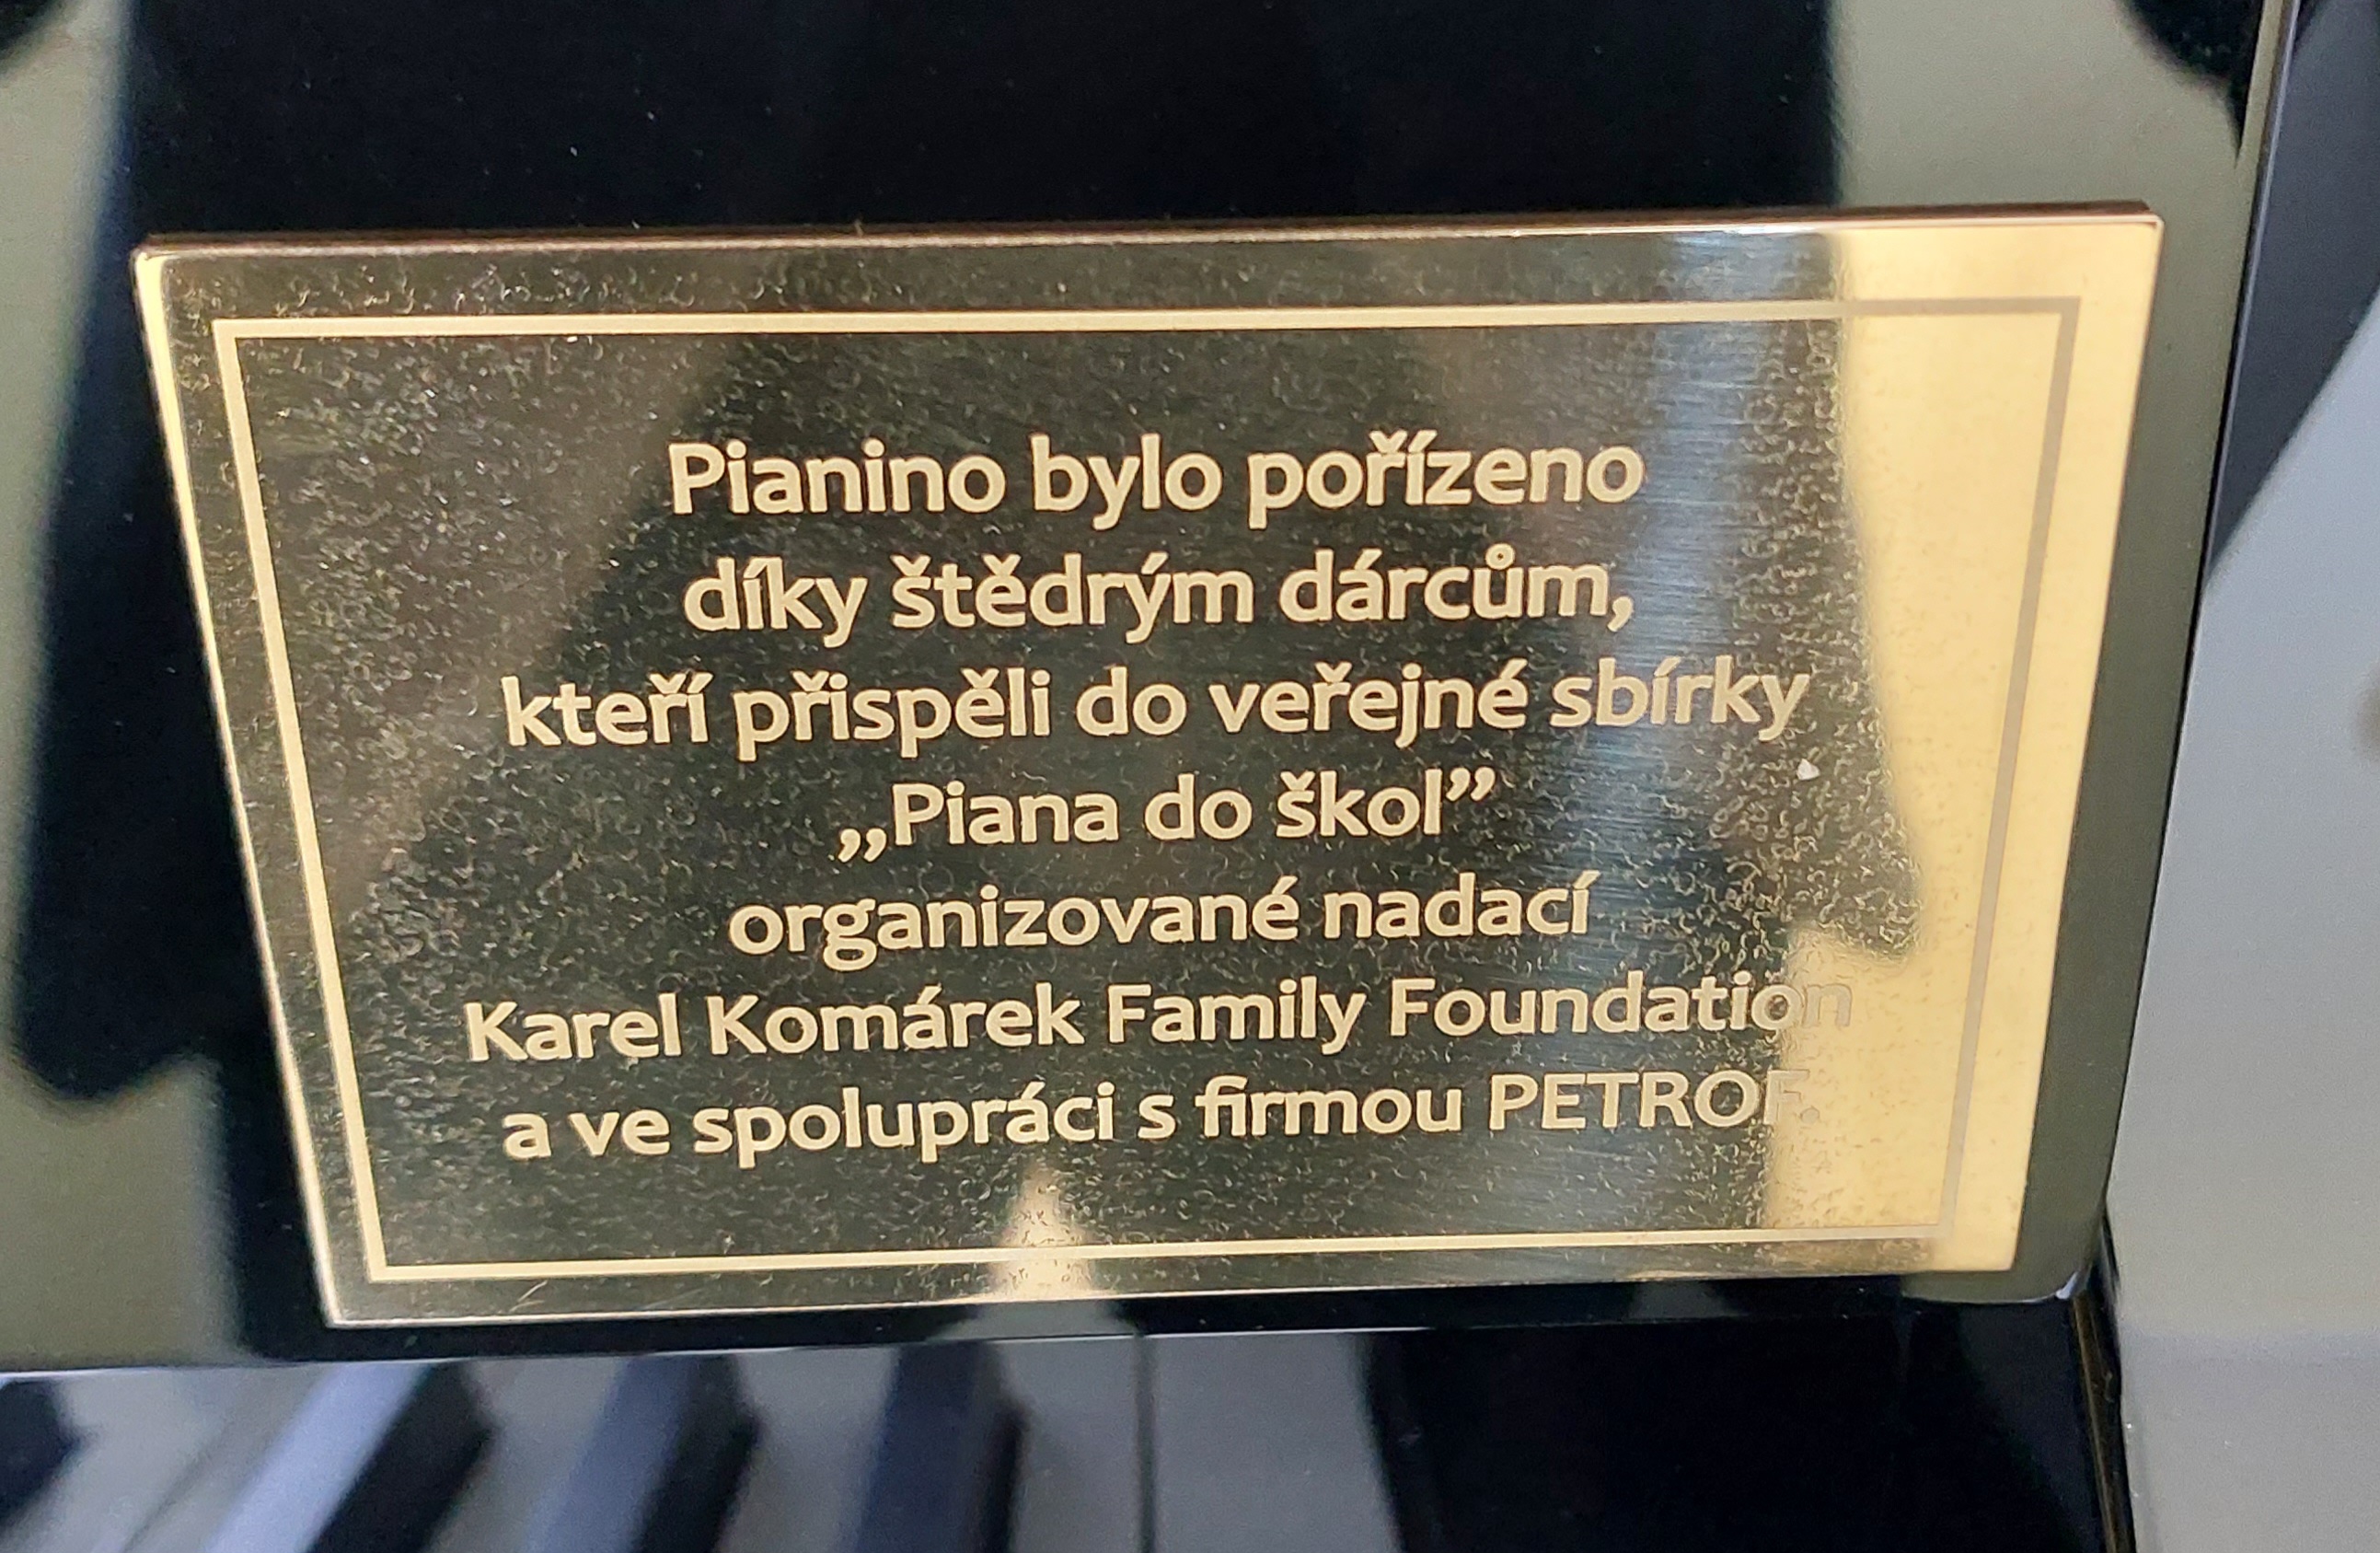 Pianino bylo pořízeno
díky štědrým dárcům,
kteří přispěli do veřejné sbírky
„Piana do škol”
organizované nadací
Karel Komárek Family Foundation
a ve spolupráci s firmou PETROF.